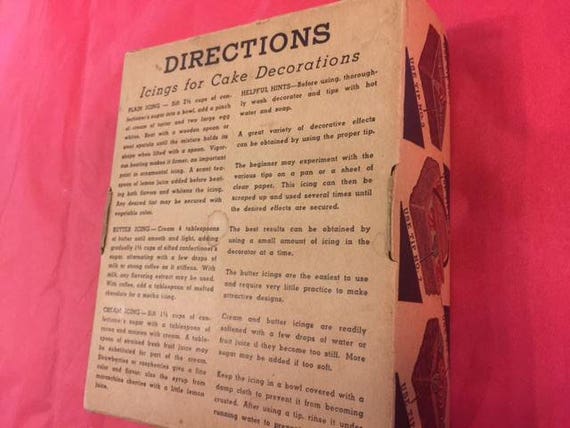 DIRECTIONS
Icings for Cake Decorations
PLAIN ICING — Sift 2½ cups of con-
fectioner's sugar into a bowl, add a pinch
of cream of tartar and two large egg
whites. Beat with a wooden spoon or
steel spatula until the mixture holds its
shape when lifted with a spoon. Vigor-
ous beating makes it firmer, an important
point in ornamental icing. A scant tea-
spoon of lemon juice added before beat-
ing both flavors and whitens the icing.
Any desired tint may be secured with
vegetable color.
BUTTER ICING — Cream 4 tablespoons
of butter until smooth and light, adding
gradually 1½ cups of sifted confectioner's
sugar, alternating with a few drops of
milk or strong coffee as it stiffens. With
milk, any flavoring extract may be used.
With coffee, add a tablespoon of melted
chocolate for a mocha icing.
CREAM ICING — Sift 1½ cups of con-
fectioner's sugar with a tablespoon of
cocoa and moisten with cream. A table-
spoon of strained fresh fruit juice may
be substituted for part of the cream.
Strawberries or raspberries give a fine
color and flavor; also the syrup from
maraschino cherries with a little lemon
juice.
HELPFUL HINTS—Before using, thorough-
ly wash decorator and tips with hot
water and soap.
A great variety of decorative effects
can be obtained by using the proper tip.
The beginner may experiment with the
various tips on a pan or a sheet of
clear paper. This icing can then be
scraped up and used several times until
the desired effects are secured.
The best results can be obtained by
using a small amount of icing in the
decorator at a time.
The butter icings are the easiest to use
and require very little practice to make
attractive designs.
Cream and butter icings are readily
softened with a few drops of water or
fruit juice if they become too stiff. More
sugar may be added if too soft.
Keep the icing in a bowl covered with a
damp cloth to prevent it from becoming
crusted. After using a tip, rinse it under
running water to prevent
USE TIP NO.
USE TIP NO.
USE TIP